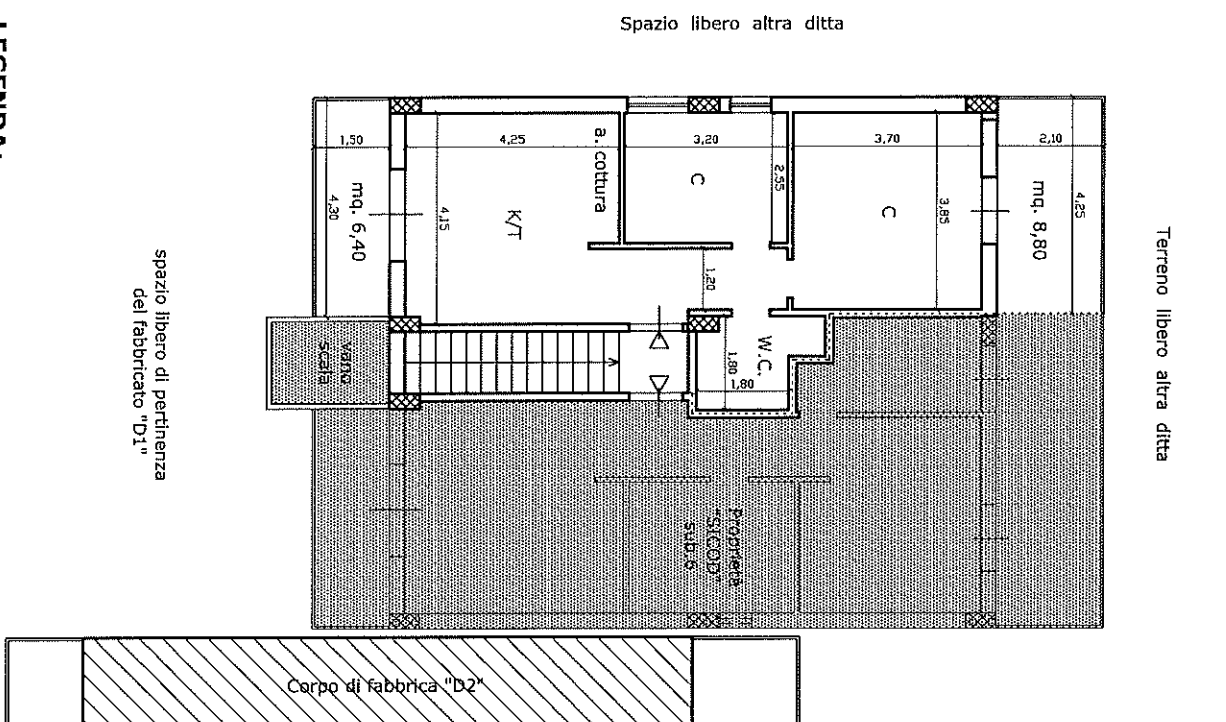 Spazio libero altra ditta
LEGENDA:
1,50
4,25
3,20
3,70
2,10
a. cottura
2,55
C
C
3,85
mq. 8,80
4,25
mq. 6,40
4,30
4,15
K/T
1,20
Terreno libero altra ditta
spazio libero di pertinenza
del fabbricato "D1"
vano
scala
W.C.
1,80
1,80
Proprietà
"SICOD"
sub.6
Corpo di fabbrica "D2"